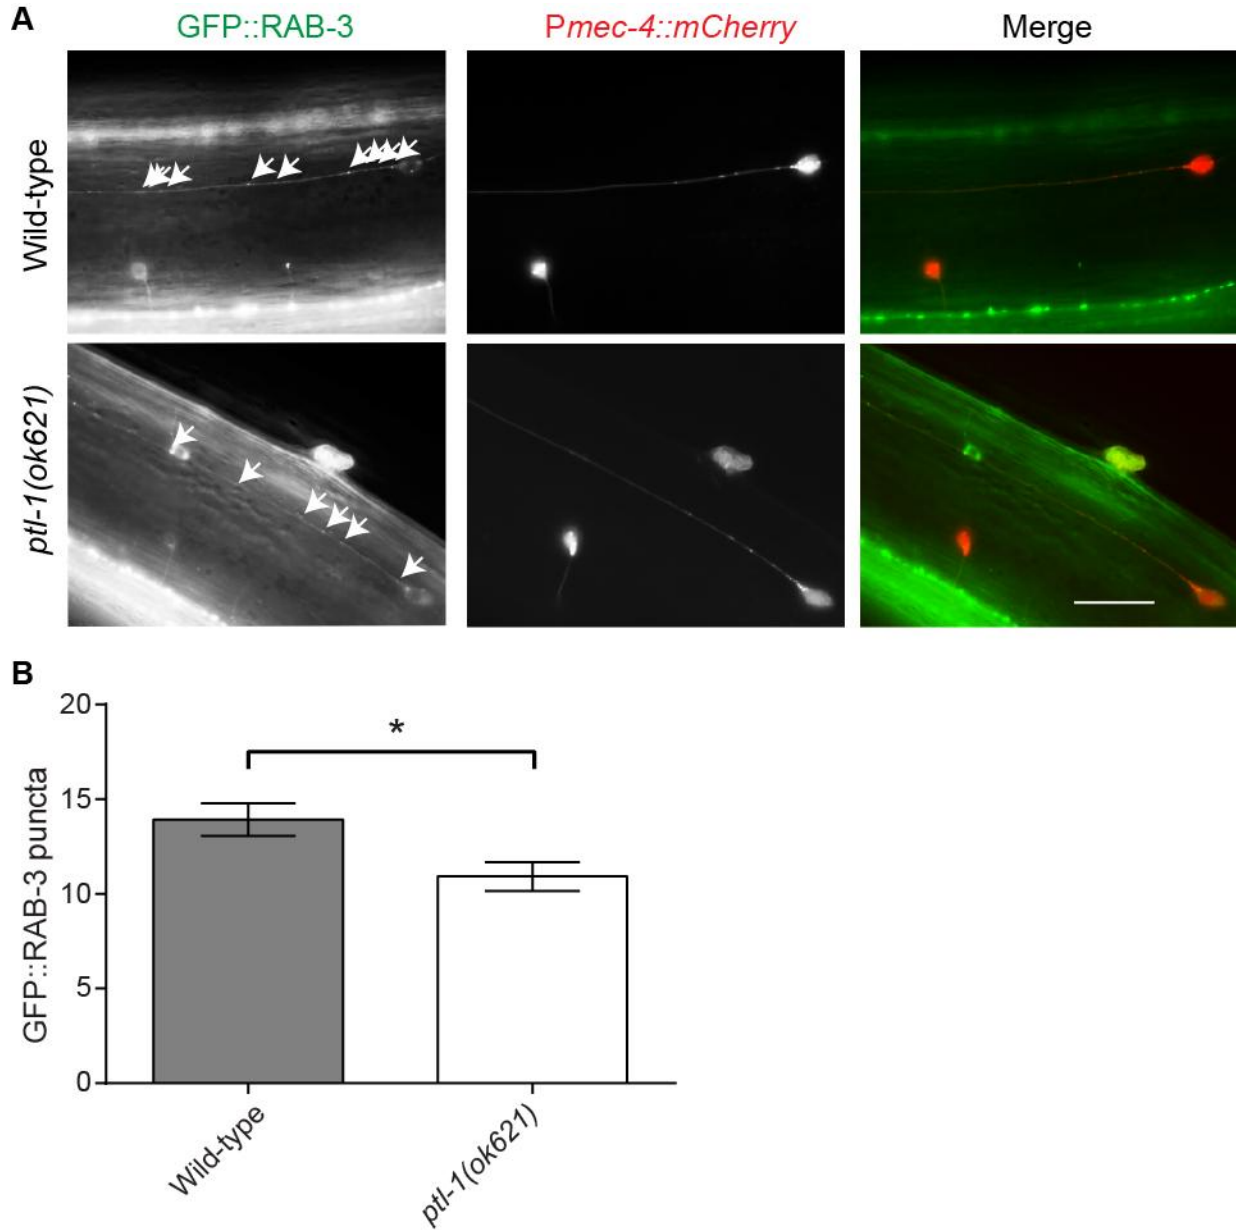 A
GFP::RAB-3
Pmec-4::mCherry
Merge
Wild-type
ptl-1(ok621)
B
*
GFP::RAB-3 puncta
20
15
10
5
0
Wild-type
ptl-1(ok621)